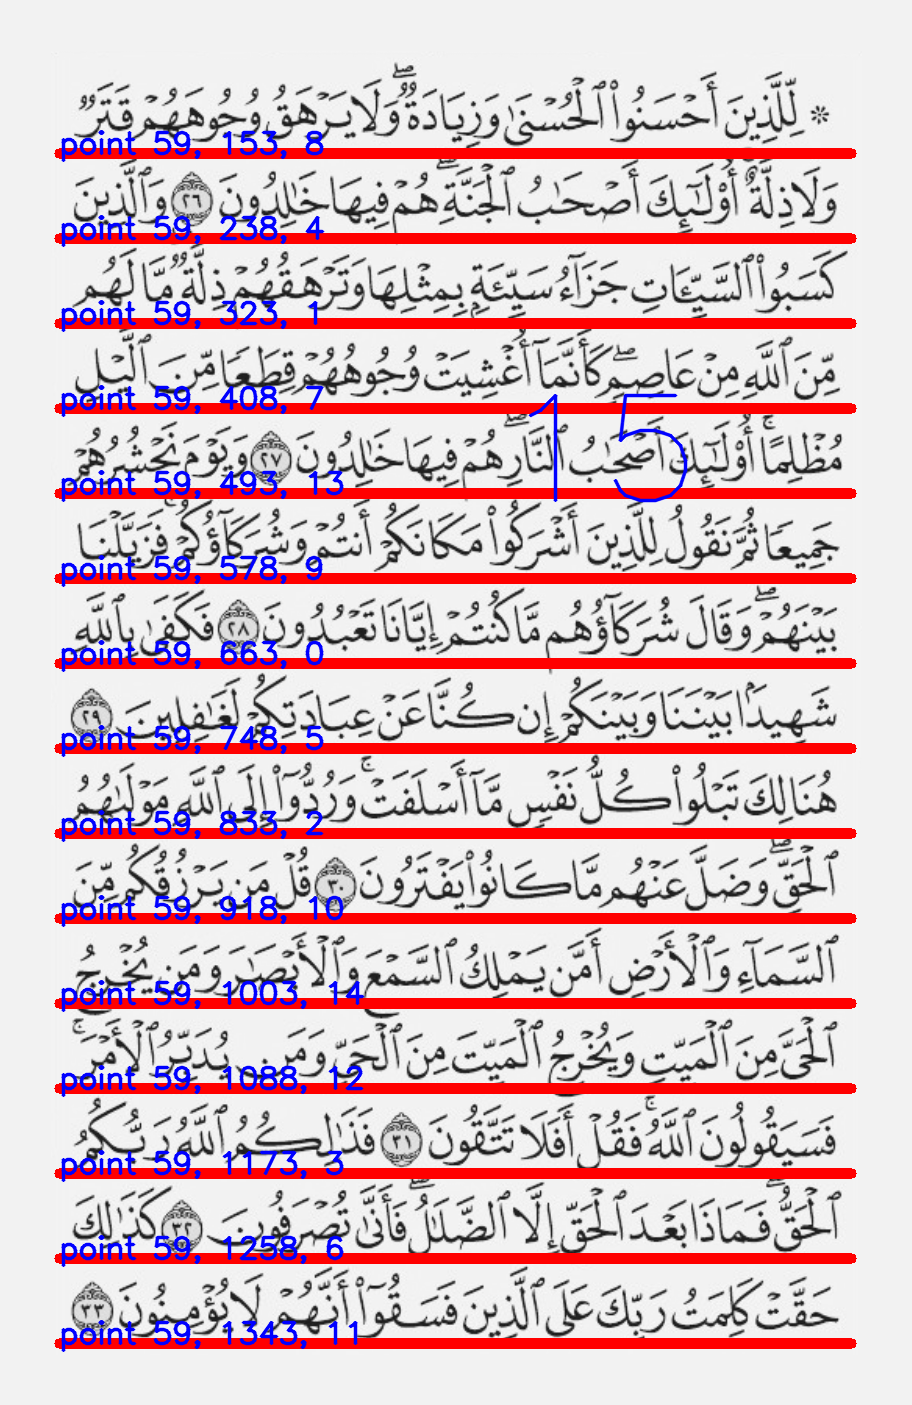 ۞ لِّلَّذِينَ أَحْسَنُوا۟ ٱلْحُسْنَىٰ وَزِيَادَةٌ ۖ وَلَا يَرْهَقُ وُجُوهَهُمْ قَتَرٌ
point 59, 153, 8
وَلَا ذِلَّةٌ ۚ أُو۟لَـٰٓئِكَ أَصْحَـٰبُ ٱلْجَنَّةِ ۖ هُمْ فِيهَا خَـٰلِدُونَ ٢٦ وَٱلَّذِينَ
point 59, 238, 4
كَسَبُوا۟ ٱلسَّيِّـَٔاتِ جَزَآءُ سَيِّئَةٍۭ بِمِثْلِهَا وَتَرْهَقُهُمْ ذِلَّةٌ ۖ مَّا لَهُم
point 59, 323, 1
مِّنَ ٱللَّهِ مِنْ عَاصِمٍ ۖ كَأَنَّمَآ أُغْشِيَتْ وُجُوهُهُمْ قِطَعًا مِّنَ ٱلَّيْلِ
point 59, 408, 7
15
مُظْلِمًا ۚ أُو۟لَـٰٓئِكَ أَصْحَـٰبُ ٱلنَّارِ ۖ هُمْ فِيهَا خَـٰلِدُونَ ٢٧ وَيَوْمَ نَحْشُرُهُمْ
point 59, 493, 13
جَمِيعًا ثُمَّ نَقُولُ لِلَّذِينَ أَشْرَكُوا۟ مَكَانَكُمْ أَنتُمْ وَشُرَكَآؤُكُمْ ۚ فَزَيَّلْنَا
point 59, 578, 9
بَيْنَهُمْ ۖ وَقَالَ شُرَكَآؤُهُم مَّا كُنتُمْ إِيَّانَا تَعْبُدُونَ ٢٨ فَكَفَىٰ بِٱللَّهِ
point 59, 663, 0
شَهِيدًۢا بَيْنَنَا وَبَيْنَكُمْ إِن كُنَّا عَنْ عِبَادَتِكُمْ لَغَـٰفِلِينَ ٢٩
point 59, 748, 5
هُنَالِكَ تَبْلُوا۟ كُلُّ نَفْسٍ مَّآ أَسْلَفَتْ ۚ وَرُدُّوٓا۟ إِلَى ٱللَّهِ مَوْلَىٰهُمُ
point 59, 833, 2
ٱلْحَقِّ ۖ وَضَلَّ عَنْهُم مَّا كَانُوا۟ يَفْتَرُونَ ٣٠ قُلْ مَن يَرْزُقُكُم مِّنَ
point 59, 918, 10
ٱلسَّمَآءِ وَٱلْأَرْضِ أَمَّن يَمْلِكُ ٱلسَّمْعَ وَٱلْأَبْصَـٰرَ وَمَن يُخْرِجُ
point 59, 1003, 14
ٱلْحَىَّ مِنَ ٱلْمَيِّتِ وَيُخْرِجُ ٱلْمَيِّتَ مِنَ ٱلْحَىِّ وَمَن يُدَبِّرُ ٱلْأَمْرَ ۚ
point 59, 1088, 12
فَسَيَقُولُونَ ٱللَّهُ ۚ فَقُلْ أَفَلَا تَتَّقُونَ ٣١ فَذَٰلِكُمُ ٱللَّهُ رَبُّكُمُ
point 59, 1173, 3
ٱلْحَقُّ ۖ فَمَاذَا بَعْدَ ٱلْحَقِّ إِلَّا ٱلضَّلَـٰلُ ۖ فَأَنَّىٰ تُصْرَفُونَ ٣٢ كَذَٰلِكَ
point 59, 1258, 6
حَقَّتْ كَلِمَتُ رَبِّكَ عَلَى ٱلَّذِينَ فَسَقُوٓا۟ أَنَّهُمْ لَا يُؤْمِنُونَ ٣٣
point 59, 1343, 11